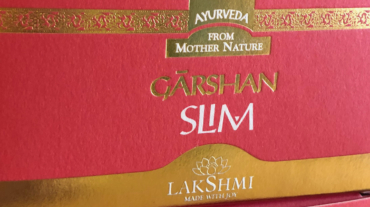 AYURVEDA
FROM
MOTHER NATURE
GĀRSHAN
SLIM
LAKSHMI
MADE WITH JOY